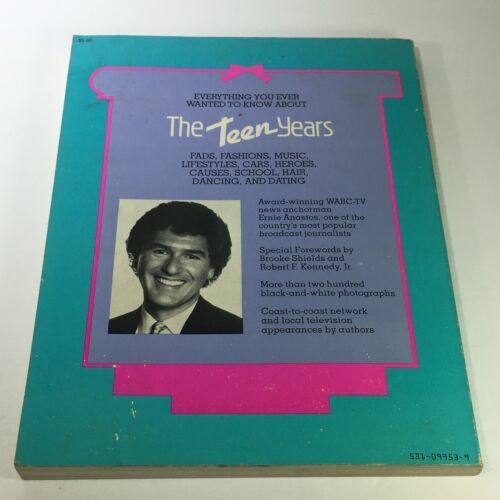 EVERYTHING YOU EVER
WANTED TO KNOW ABOUT
The Teen Years
FADS, FASHIONS, MUSIC,
LIFESTYLES, CARS, HEROES,
CAUSES, SCHOOL, HAIR,
DANCING, AND DATING
Award-winning WABC-TV
news anchorman
Ernie Anastos, one of the
country's most popular
broadcast journalists
Special Forewords by
Brooke Shields and
Robert F. Kennedy, Jr.
More than two hundred
black-and-white photographs
Coast-to-coast network
and local television
appearances by authors
531-09953-9